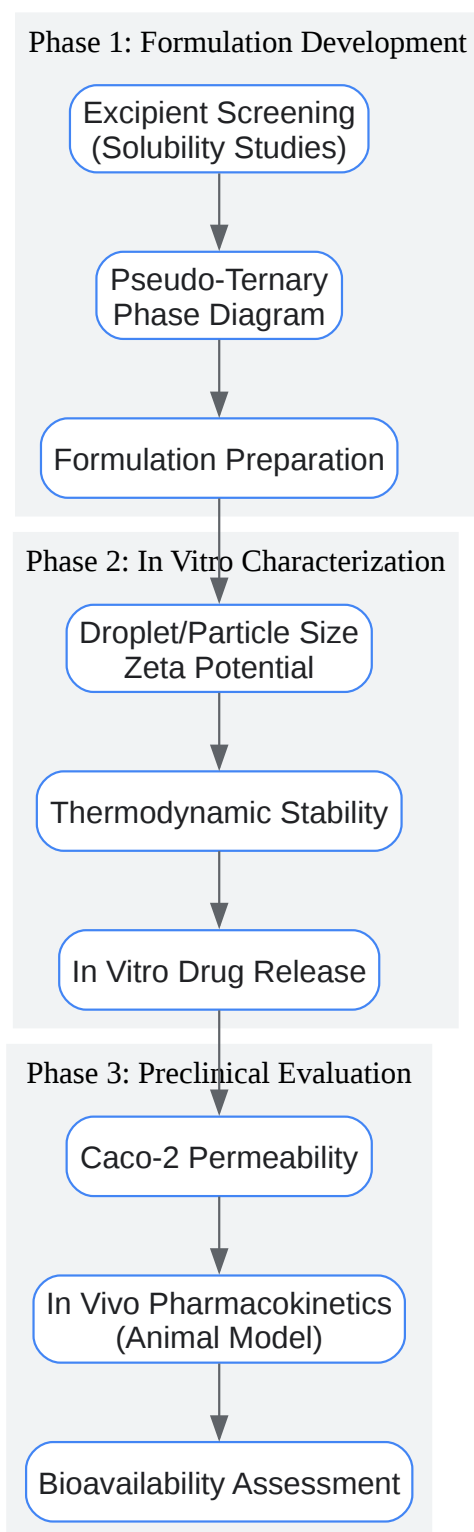 Phase 1: Formulation Development
Excipient Screening
(Solubility Studies)
Pseudo-Ternary
Phase Diagram
Formulation Preparation
Phase 2: In Vitro Characterization
Droplet/Particle Size
Zeta Potential
Thermodynamic Stability
In Vitro Drug Release
Phase 3: Preclinical Evaluation
Caco-2 Permeability
In Vivo Pharmacokinetics
(Animal Model)
Bioavailability Assessment